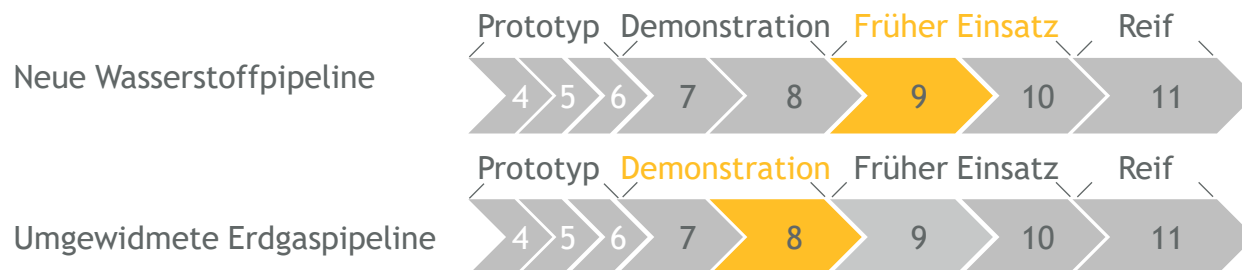 Prototyp Demonstration Früher Einsatz Reif
Neue Wasserstoffpipeline 4 5 6 7 8 9 10 11
Prototyp Demonstration Früher Einsatz Reif
Umgewidmete Erdgaspipeline 4 5 6 7 8 9 10 11